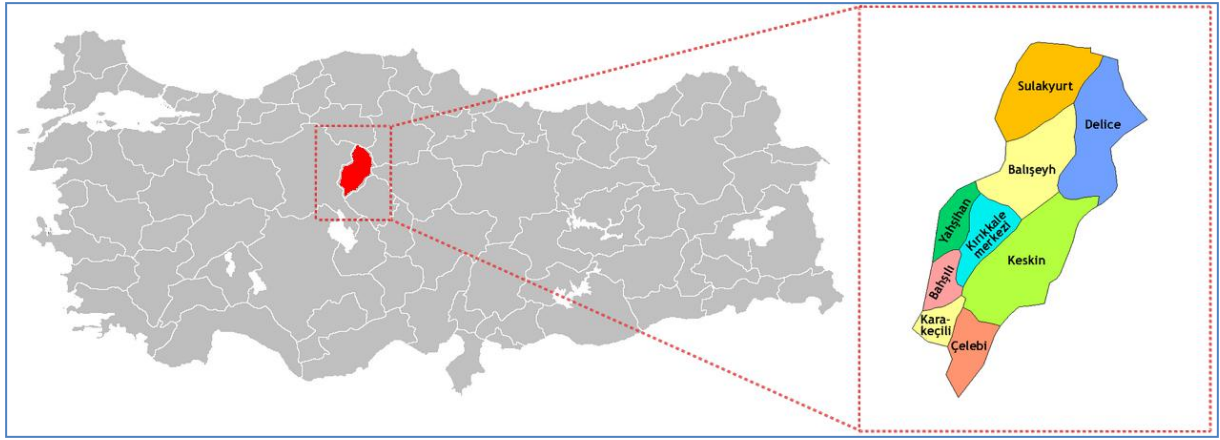 Sulakyurt
Delice
Balışeyh
Yahşihan
Kırıkkale
merkezi
Keskin
Bahşılı
Kara-
keçili
Çelebi